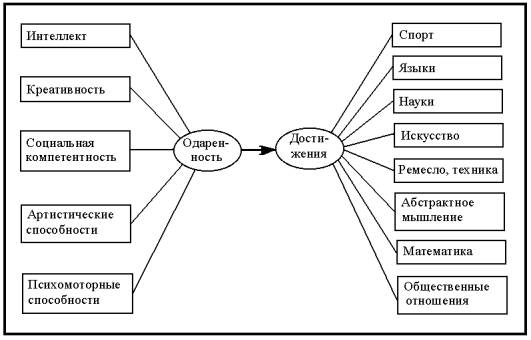 Интеллект
Креативность
Социальная
компетентность
Артистические
способности
Психомоторные
способности
Одарен-
ность
Дости-
жения
Спорт
Языки
Науки
Искусство
Ремесло, техника
Абстрактное
мышление
Математика
Общественные
отношения